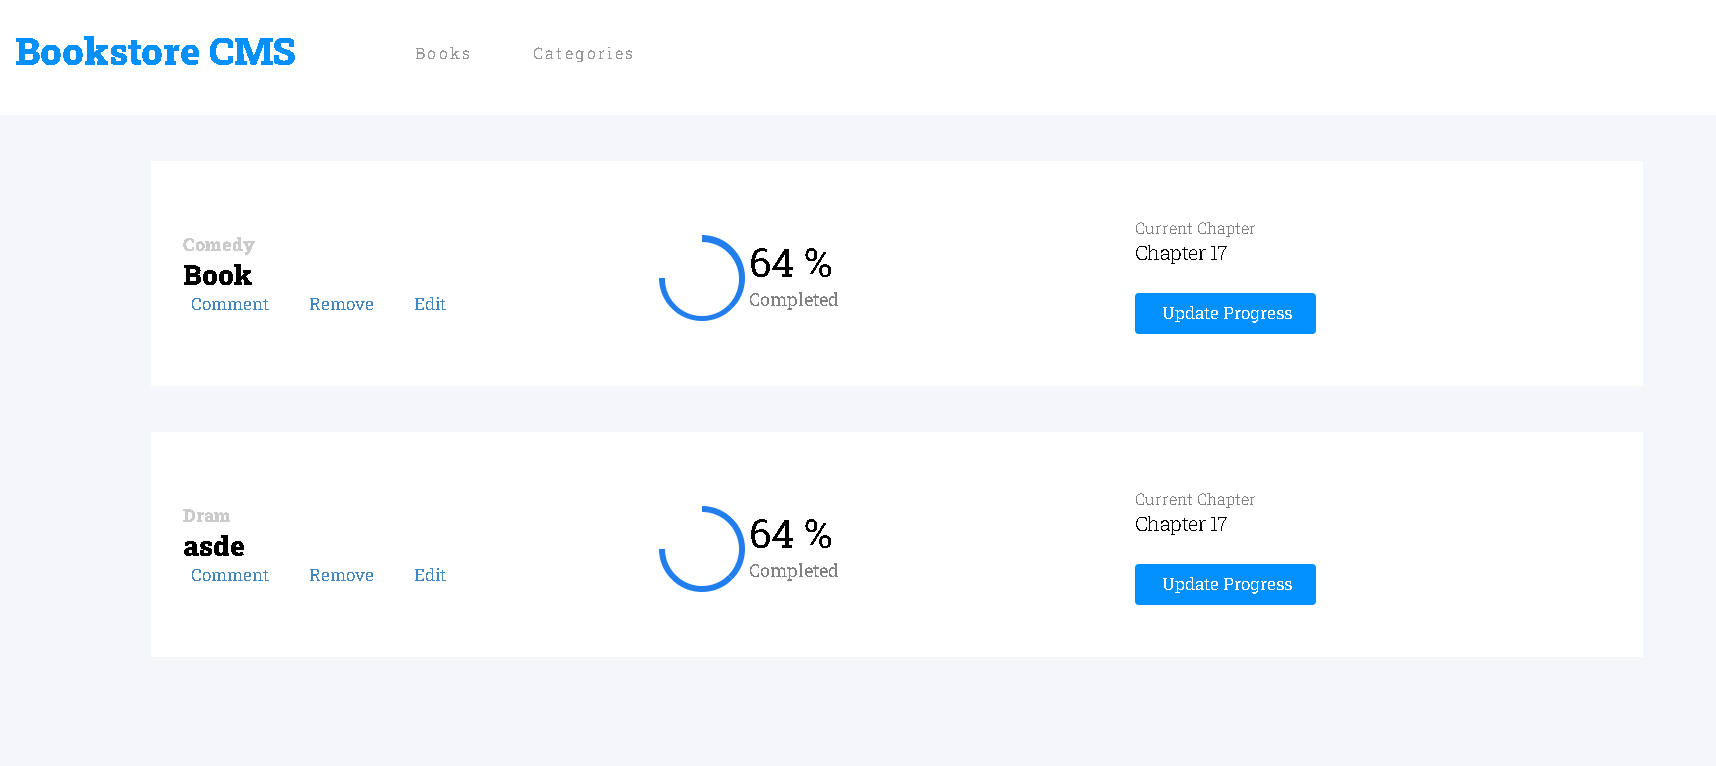 Bookstore CMS
Books
Categories
Comedy
Book
Comment Remove Edit
64 %
Completed
Current Chapter
Chapter 17
Update Progress
Dram
asde
Comment Remove Edit
64 %
Completed
Current Chapter
Chapter 17
Update Progress